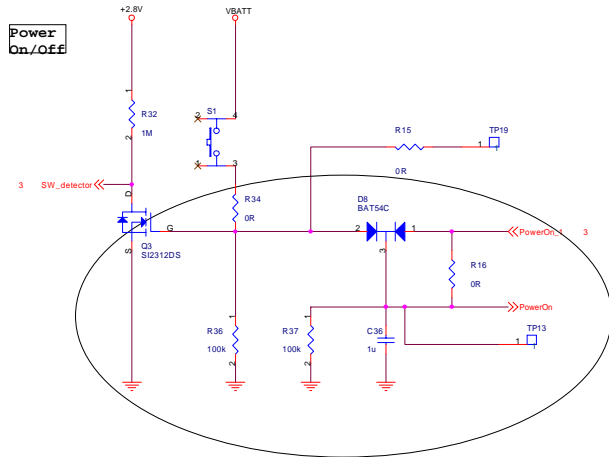 +2.8V
VBATT
Power
On/Off
1
R32
1M
2
S1
2
4
1
3
R15
0R
1
TP19
3
SW_detector
D
G
S
Q3
SI2312DS
R34
0R
D8
BAT54C
2
1
3
PowerOn_1
3
R16
0R
PowerOn
1
R36
100k
2
1
R37
100k
2
C36
1u
TP13
1